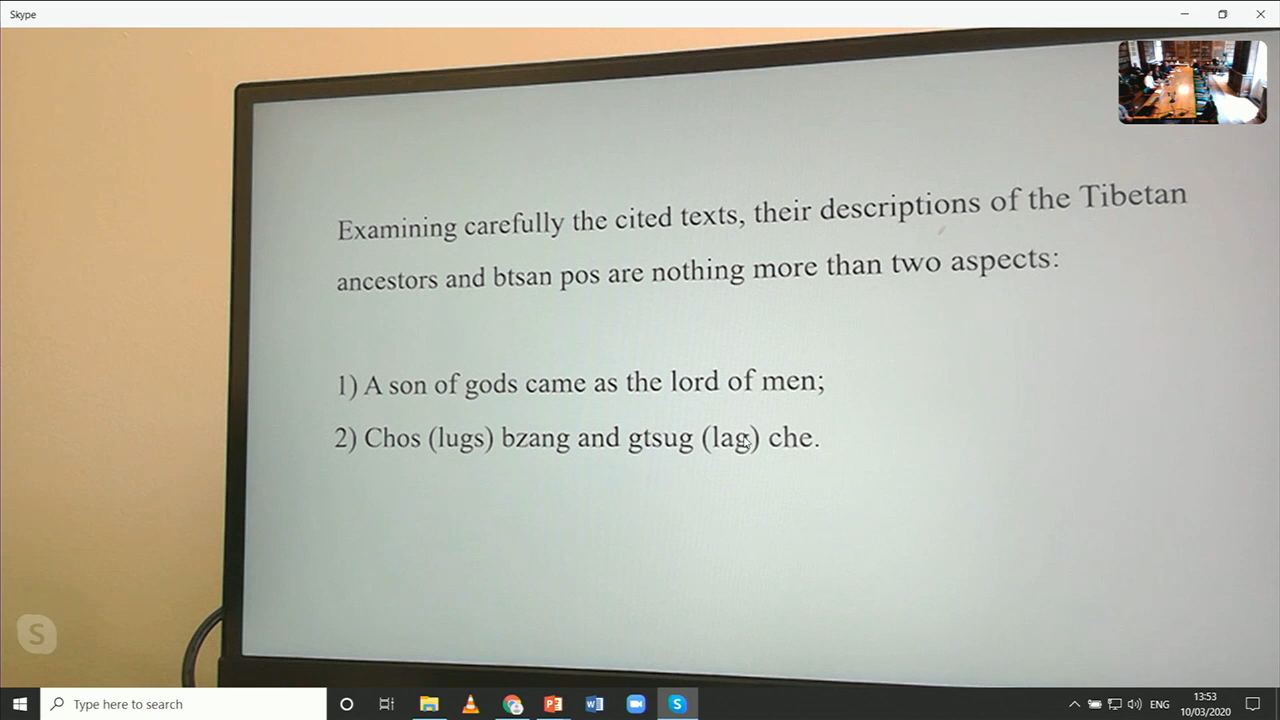 Skype
Examining carefully the cited texts, their descriptions of the Tibetan
ancestors and btsan pos are nothing more than two aspects:
1) A son of gods came as the lord of men;
2) Chos (lugs) bzang and gtsug (lag) che.
S
Type here to search
ENG
13:53
10/03/2020